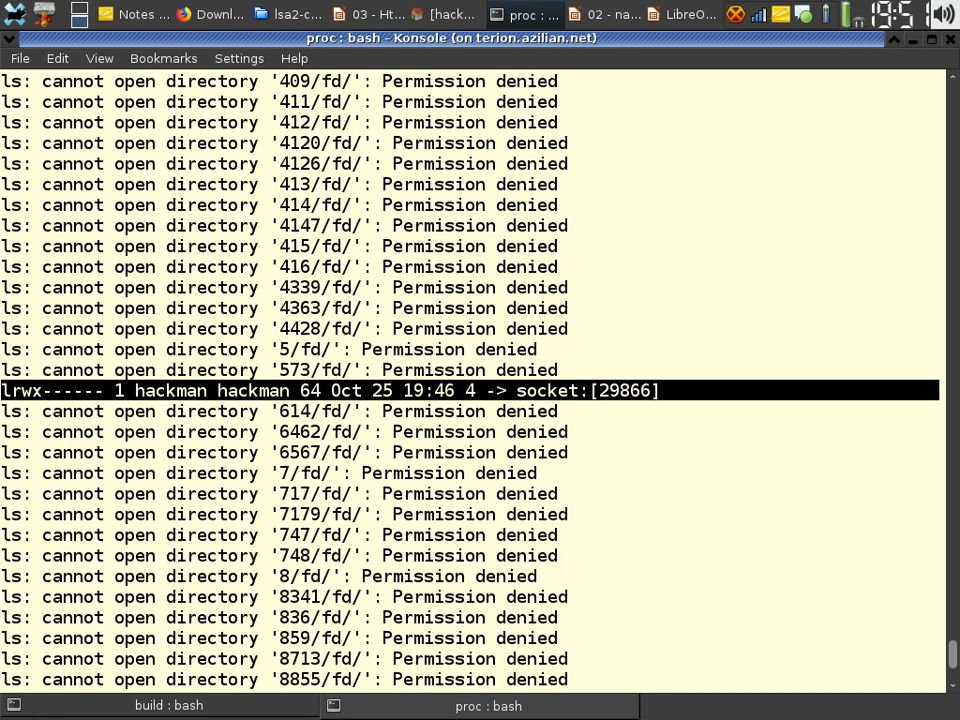 Notes ...
Downl...
lsa2-c...
03 - Ht...
[hack...
proc : ...
02 - na...
LibreO...
19:51
proc : bash - Konsole (on terion.azilian.net)
File Edit View Bookmarks Settings Help
ls: cannot open directory '409/fd/': Permission denied
ls: cannot open directory '411/fd/': Permission denied
ls: cannot open directory '412/fd/': Permission denied
ls: cannot open directory '4120/fd/': Permission denied
ls: cannot open directory '4126/fd/': Permission denied
ls: cannot open directory '413/fd/': Permission denied
ls: cannot open directory '414/fd/': Permission denied
ls: cannot open directory '4147/fd/': Permission denied
ls: cannot open directory '415/fd/': Permission denied
ls: cannot open directory '416/fd/': Permission denied
ls: cannot open directory '4339/fd/': Permission denied
ls: cannot open directory '4363/fd/': Permission denied
ls: cannot open directory '4428/fd/': Permission denied
ls: cannot open directory '5/fd/': Permission denied
ls: cannot open directory '573/fd/': Permission denied
lrwx------ 1 hackman hackman 64 Oct 25 19:46 4 -> socket:[29866]
ls: cannot open directory '614/fd/': Permission denied
ls: cannot open directory '6462/fd/': Permission denied
ls: cannot open directory '6567/fd/': Permission denied
ls: cannot open directory '7/fd/': Permission denied
ls: cannot open directory '717/fd/': Permission denied
ls: cannot open directory '7179/fd/': Permission denied
ls: cannot open directory '747/fd/': Permission denied
ls: cannot open directory '748/fd/': Permission denied
ls: cannot open directory '8/fd/': Permission denied
ls: cannot open directory '8341/fd/': Permission denied
ls: cannot open directory '836/fd/': Permission denied
ls: cannot open directory '859/fd/': Permission denied
ls: cannot open directory '8713/fd/': Permission denied
ls: cannot open directory '8855/fd/': Permission denied
build : bash
proc : bash